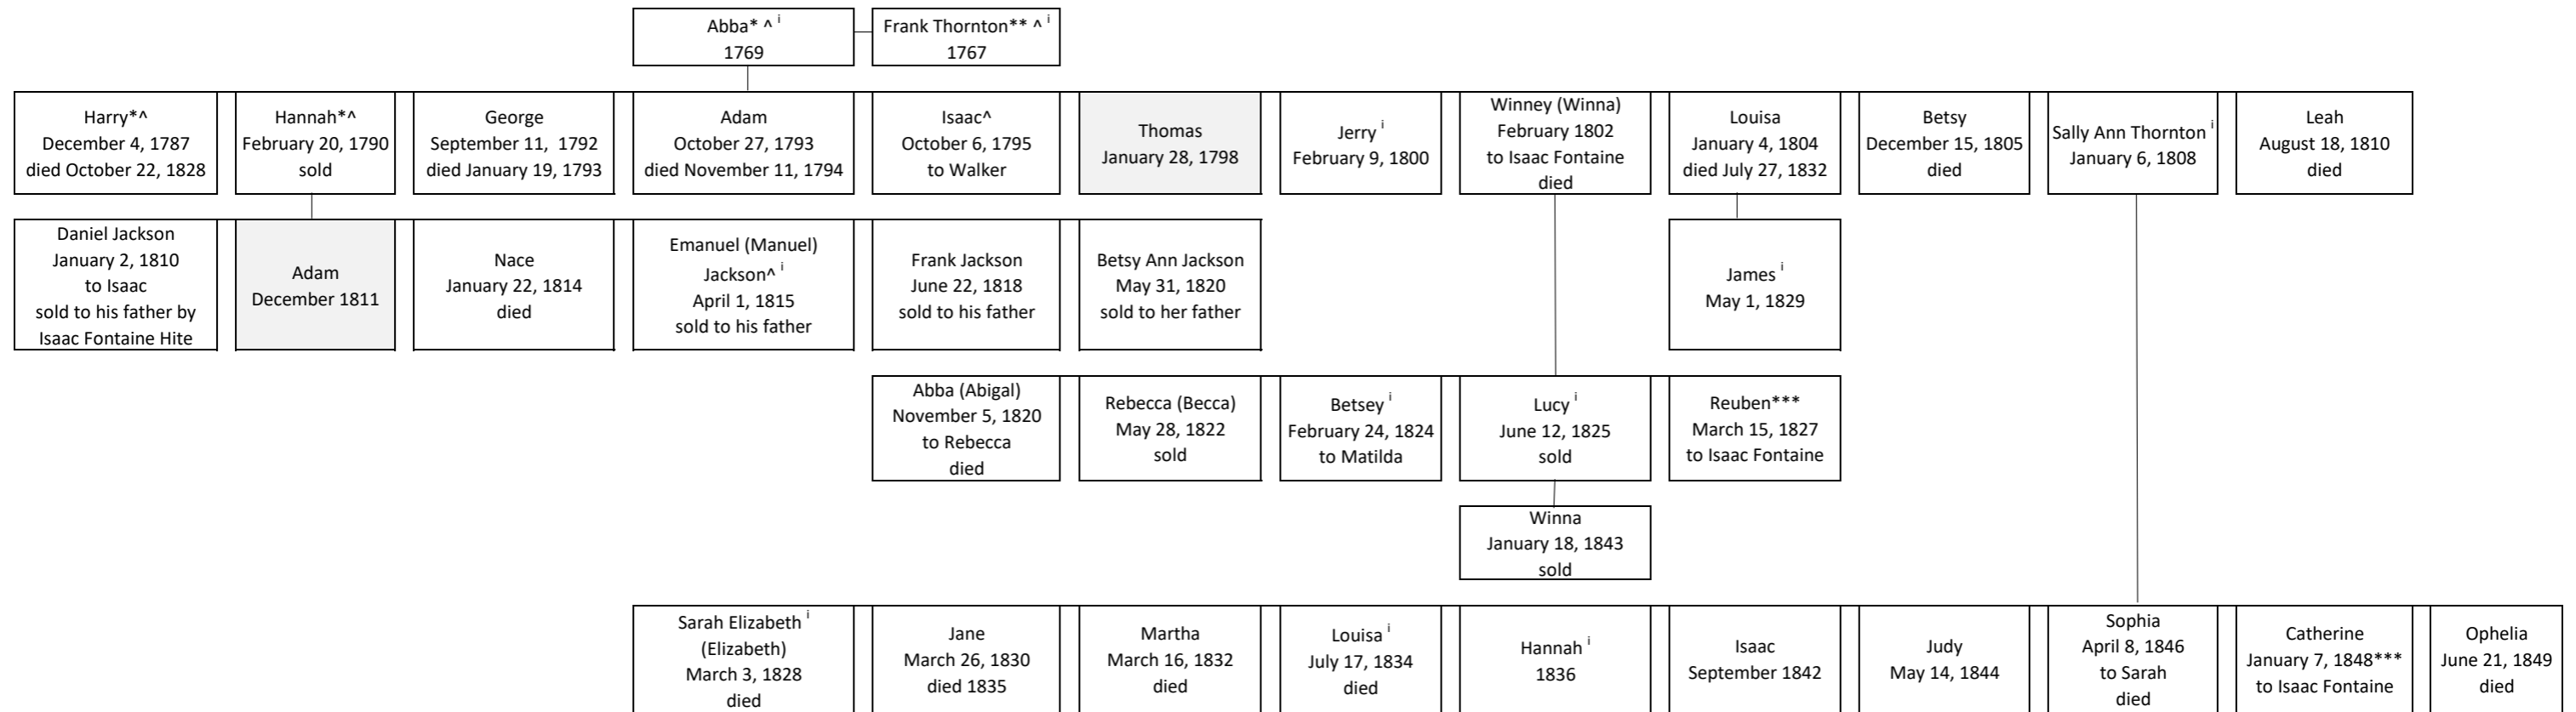 Abba* ^ i
1769
Frank Thornton** ^ i
1767
Harry*^
December 4, 1787
died October 22, 1828
Hannah*^
February 20, 1790
sold
George
September 11, 1792
died January 19, 1793
Adam
October 27, 1793
died November 11, 1794
Isaac^
October 6, 1795
to Walker
Thomas
January 28, 1798
Jerry i
February 9, 1800
Winney (Winna)
February 1802
to Isaac Fontaine
died
Louisa
January 4, 1804
died July 27, 1832
Betsy
December 15, 1805
died
Sally Ann Thornton i
January 6, 1808
Leah
August 18, 1810
died
Daniel Jackson
January 2, 1810
to Isaac
sold to his father by
Isaac Fontaine Hite
Adam
December 1811
Nace
January 22, 1814
died
Emanuel (Manuel)
Jackson^ i
April 1, 1815
sold to his father
Frank Jackson
June 22, 1818
sold to his father
Betsy Ann Jackson
May 31, 1820
sold to her father
James i
May 1, 1829
Abba (Abigal)
November 5, 1820
to Rebecca
died
Rebecca (Becca)
May 28, 1822
sold
Betsey i
February 24, 1824
to Matilda
Lucy i
June 12, 1825
sold
Reuben***
March 15, 1827
to Isaac Fontaine
Winna
January 18, 1843
sold
Sarah Elizabeth i
(Elizabeth)
March 3, 1828
died
Jane
March 26, 1830
died 1835
Martha
March 16, 1832
died
Louisa i
July 17, 1834
died
Hannah i
1836
Isaac
September 1842
Judy
May 14, 1844
Sophia
April 8, 1846
to Sarah
died
Catherine
January 7, 1848***
to Isaac Fontaine
Ophelia
June 21, 1849
died